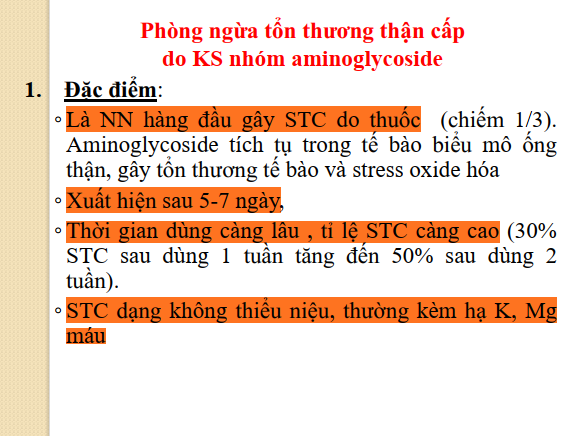 Phòng ngừa tổn thương thận cấp
do KS nhóm aminoglycoside
1. Đặc điểm:
◦Là NN hàng đầu gây STC do thuốc (chiếm 1/3).
Aminoglycoside tích tụ trong tế bào biểu mô ống
thận, gây tổn thương tế bào và stress oxide hóa
◦Xuất hiện sau 5-7 ngày,
◦Thời gian dùng càng lâu , tỉ lệ STC càng cao (30%
STC sau dùng 1 tuần tăng đến 50% sau dùng 2
tuần).
◦STC dạng không thiểu niệu, thường kèm hạ K, Mg
máu